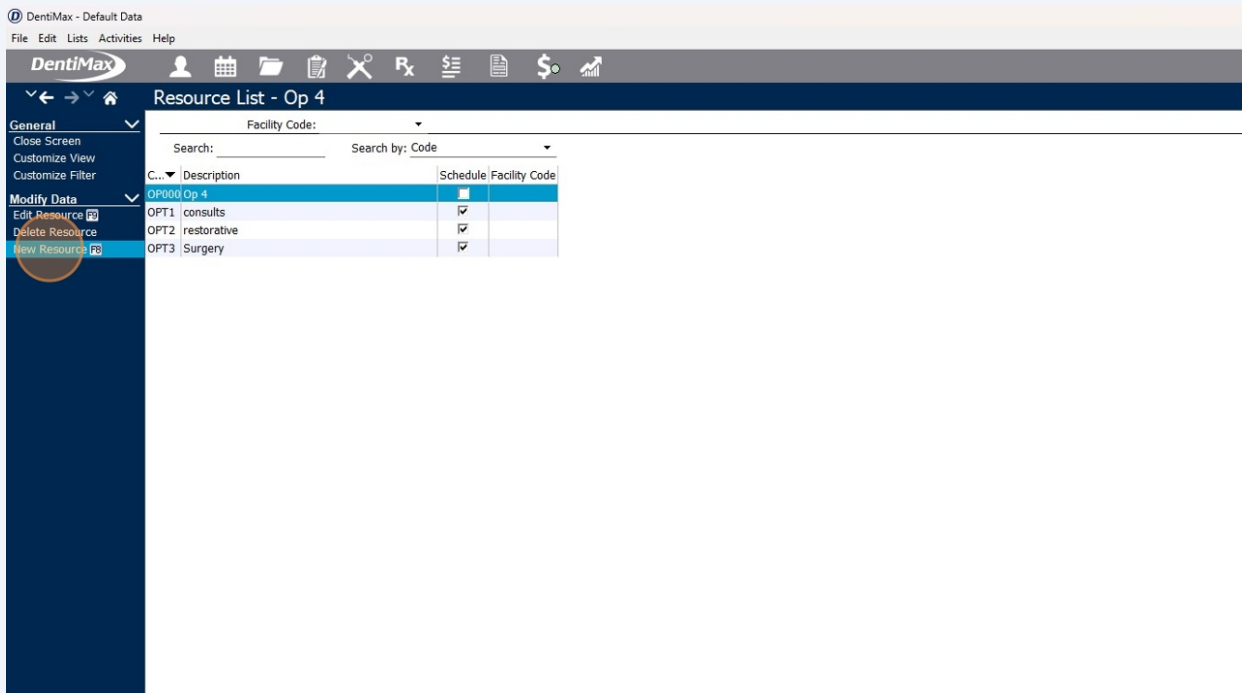 DentiMax - Default Data
File Edit Lists Activities Help
DentiMax
Resource List - Op 4
General
Close Screen
Customize View
Customize Filter
Modify Data
Edit Resource F9
Delete Resource
New Resource F8
Facility Code:
Search: Search by: Code
C... Description Schedule Facility Code
OP000 Op 4
OPT1 consults
OPT2 restorative
OPT3 Surgery